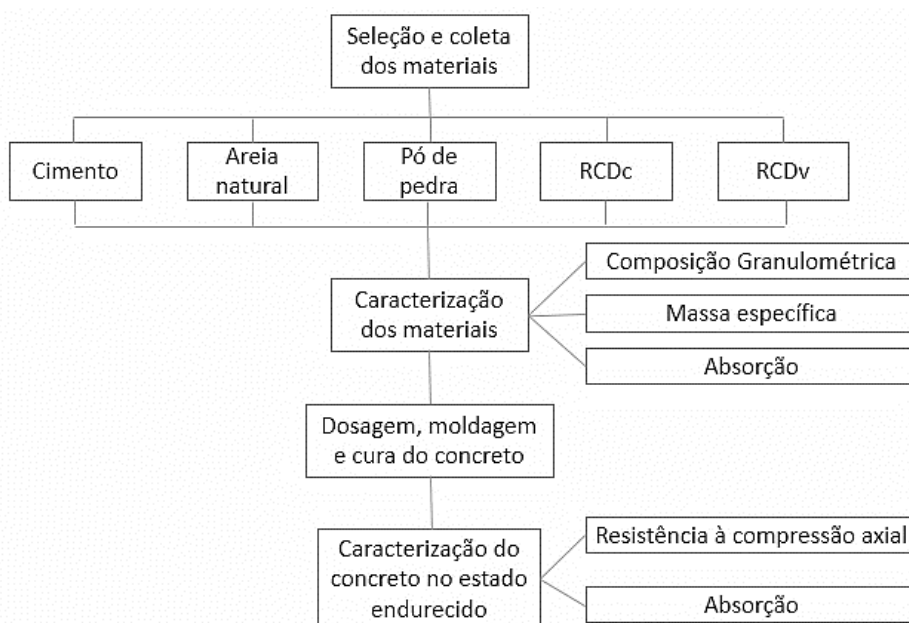 Seleção e coleta
dos materiais
Cimento
Areia
natural
Pó de
pedra
RCDc
RCDv
Caracterização
dos materiais
Composição Granulométrica
Massa específica
Absorção
Dosagem, moldagem
e cura do concreto
Caracterização do
concreto no estado
endurecido
Resistência à compressão axial
Absorção